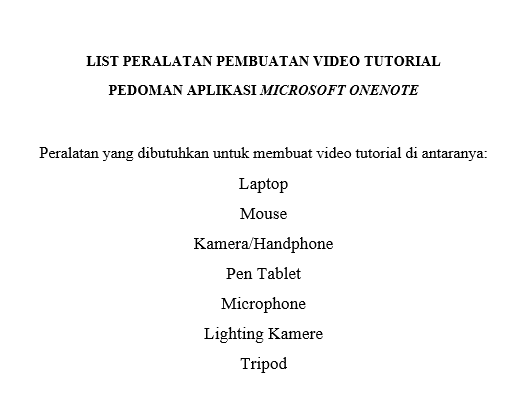 LIST PERALATAN PEMBUATAN VIDEO TUTORIAL
PEDOMAN APLIKASI MICROSOFT ONENOTE
Peralatan yang dibutuhkan untuk membuat video tutorial di antaranya:
Laptop
Mouse
Kamera/Handphone
Pen Tablet
Microphone
Lighting Kamere
Tripod